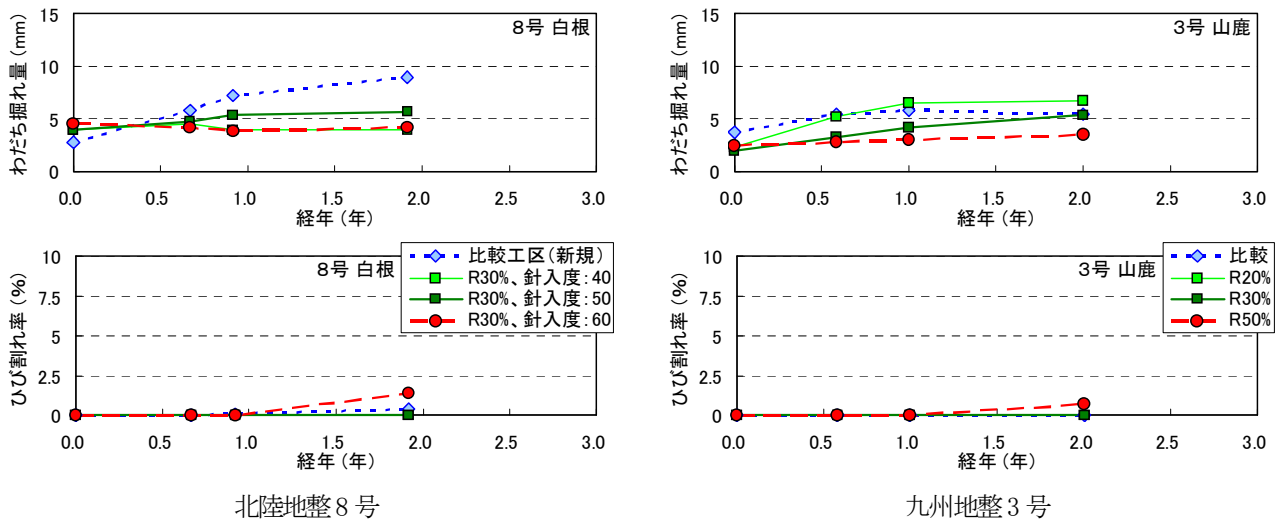 8号 白根
わだち掘れ量(mm)
15
10
5
0
0.0 0.5 1.0 1.5 2.0 2.5 3.0
経年(年)
3号 山鹿
わだち掘れ量(mm)
15
10
5
0
0.0 0.5 1.0 1.5 2.0 2.5 3.0
経年(年)
8号 白根
ひび割れ率(%)
10
7.5
5
2.5
0
比較工区(新規)
R30%、針入度:40
R30%、針入度:50
R30%、針入度:60
0.0 0.5 1.0 1.5 2.0 2.5 3.0
経年(年)
3号 山鹿
ひび割れ率(%)
10
7.5
5
2.5
0
比較
R20%
R30%
R50%
0.0 0.5 1.0 1.5 2.0 2.5 3.0
経年(年)
北陸地整8号
九州地整3号